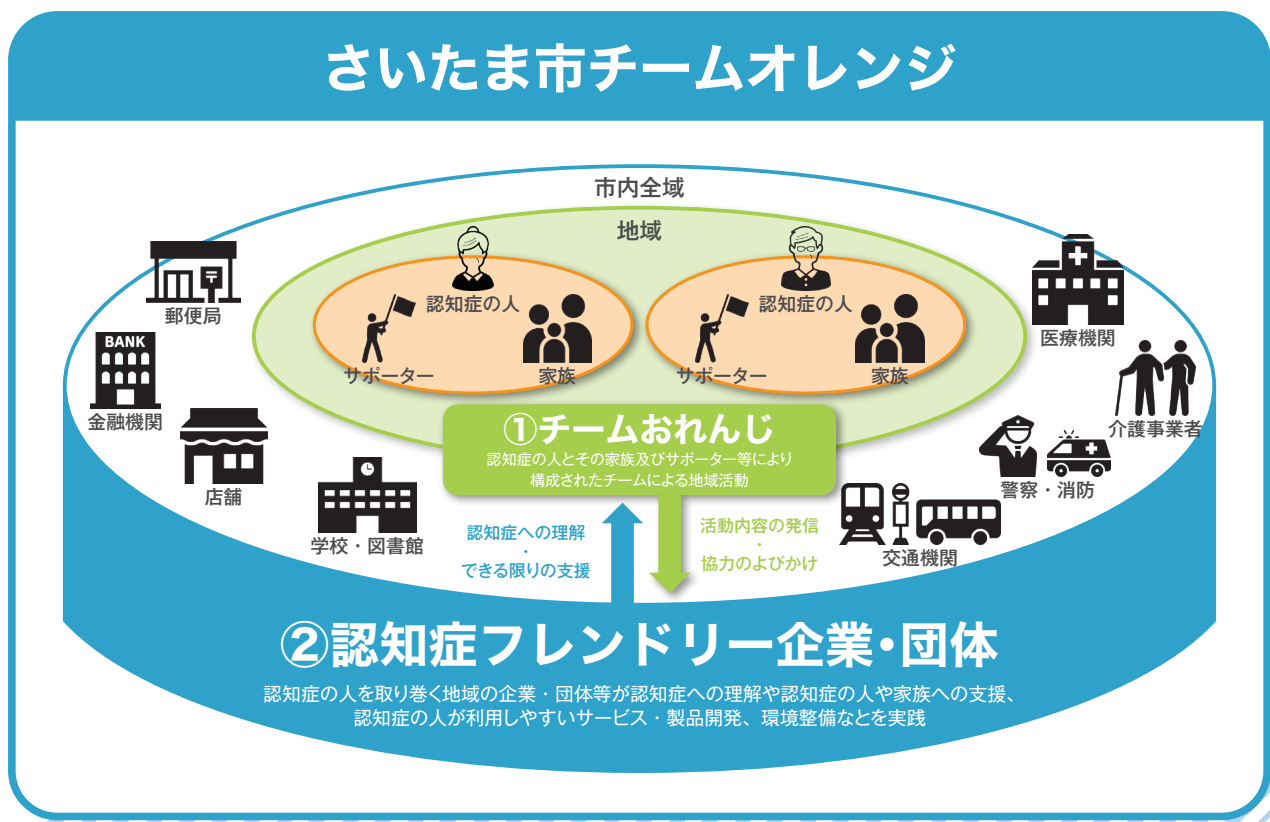 さいたま市チームオレンジ
市内全域
地域
認知症の人
サポーター
家族
認知症の人
サポーター
家族
郵便局
BANK
金融機関
店舗
学校・図書館
医療機関
介護事業者
警察・消防
交通機関
①チームおれんじ
認知症の人とその家族及びサポーター等により
構成されたチームによる地域活動
認知症への理解
・
できる限りの支援
活動内容の発信
・
協力のよびかけ
②認知症フレンドリー企業・団体
認知症の人を取り巻く地域の企業・団体等が認知症への理解や認知症の人や家族への支援、
認知症の人が利用しやすいサービス・製品開発、環境整備などを実践